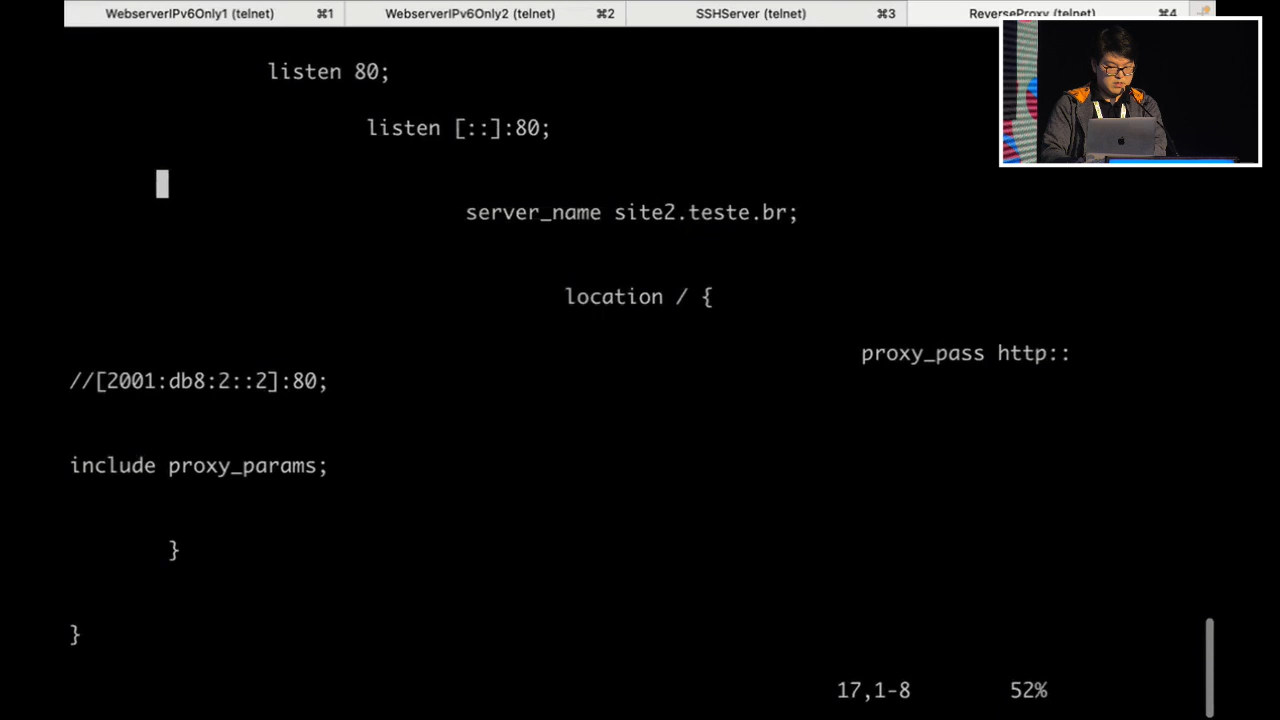 WebserverIPv6Only1 (telnet) ⌘1 WebserverIPv6Only2 (telnet) ⌘2 SSHServer (telnet) ⌘3 ReverseProxy (telnet) ⌘4
listen 80;
listen [::]:80;
server_name site2.teste.br;
location / {
proxy_pass http::
//[2001:db8:2::2]:80;
include proxy_params;
}
}
17,1-8 52%